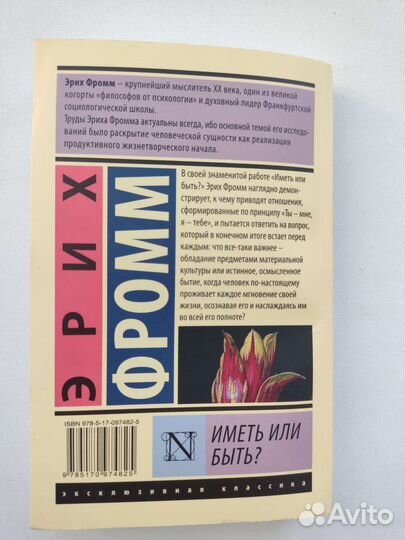 Эрих Фромм – крупнейший мыслитель XX века, один из великой
когорты «философов от психологии» и духовный лидер Франкфуртской
социологической школы.
Труды Эриха Фромма актуальны всегда, ибо основной темой его исследо-
ваний было раскрытие человеческой сущности как реализации
продуктивного жизнетворческого начала.
ЭРИХ
ФРОММ
В своей знаменитой работе "Иметь или
быть?" Эрих Фромм наглядно демон-
стрирует, к чему приводят отношения,
сформированные по принципу «Ты – мне,
я – тебе», и пытается ответить на вопрос,
который в конечном итоге встает перед
каждым: что все-таки важнее –
обладание предметами материальной
культуры или истинное, осмысленное
бытие, когда человек по-настоящему
проживает каждое мгновение своей
жизни, осознавая его и наслаждаясь им
во всей его полноте?
ISBN 978-5-17-097482-5
9 785170 974825
N
ИМЕТЬ ИЛИ
БЫТЬ?
эксклюзивная классика
Avito